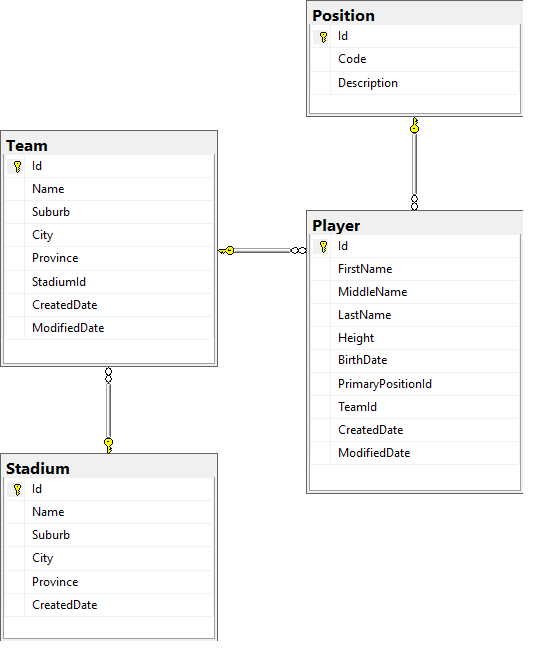 Position
Id
Code
Description
Team
Id
Name
Suburb
City
Province
StadiumId
CreatedDate
ModifiedDate
Player
Id
FirstName
MiddleName
LastName
Height
BirthDate
PrimaryPositionId
TeamId
CreatedDate
ModifiedDate
Stadium
Id
Name
Suburb
City
Province
CreatedDate